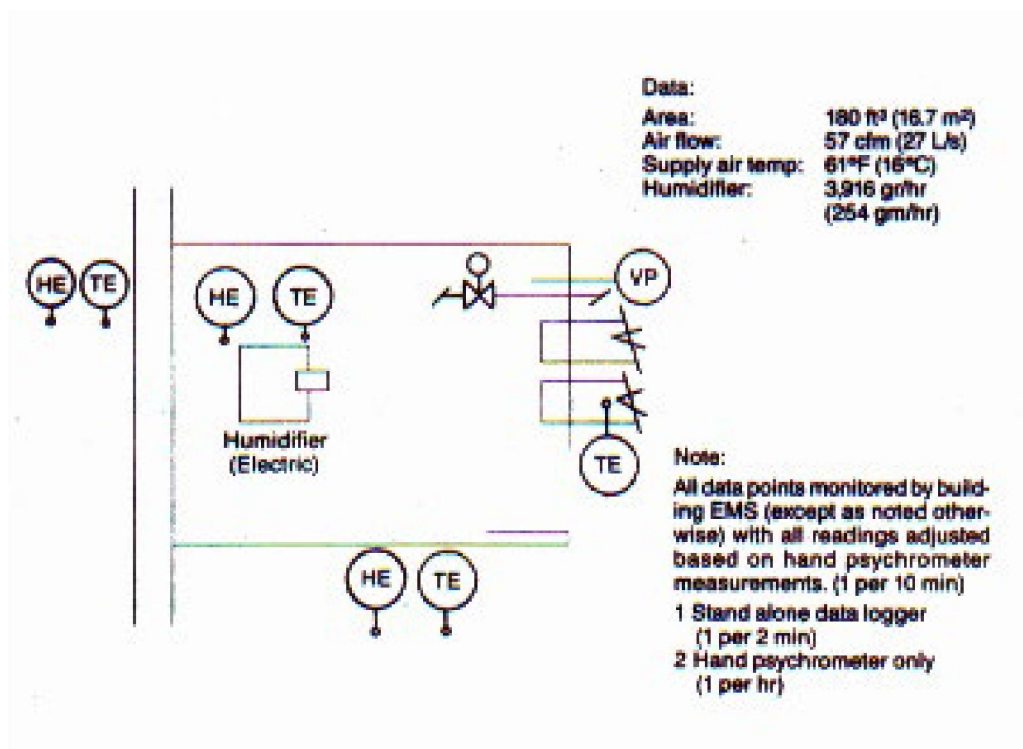 Data:
Area: 180 ft² (16.7 m²)
Air flow: 57 cfm (27 L/s)
Supply air temp: 61°F (16°C)
Humidifier: 3,916 gr/hr
(254 gm/hr)
HE TE
HE TE
VP
Humidifier
(Electric)
TE
HE TE
Note:
All data points monitored by build-
ing EMS (except as noted other-
wise) with all readings adjusted
based on hand psychrometer
measurements. (1 per 10 min)
1 Stand alone data logger
(1 per 2 min)
2 Hand psychrometer only
(1 per hr)